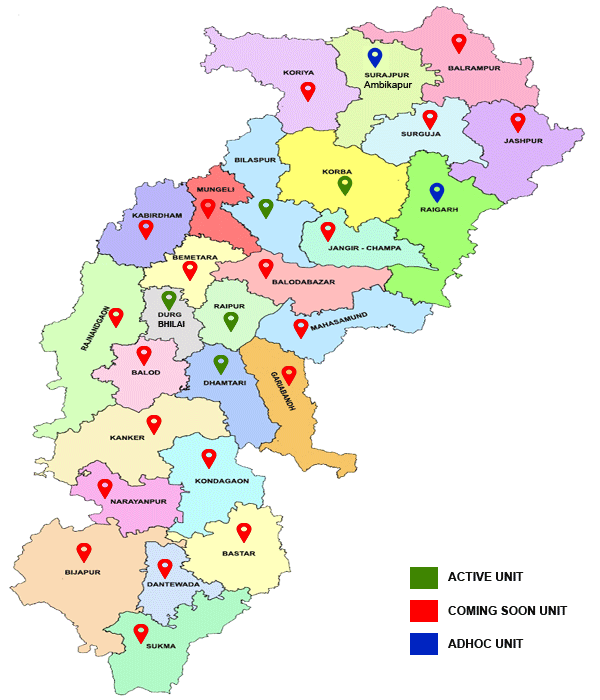 BALRAMPUR
KORIYA
SURAJPUR
Ambikapur
SURGUJA
JASHPUR
BILASPUR
KORBA
MUNGELI
RAIGARH
KABIRDHAM
JANGIR - CHAMPA
BEMETARA
BALODABAZAR
RAJNANDGAON
DURG
BHILAI
RAIPUR
MAHASAMUND
BALOD
DHAMTARI
GARIABANDH
KANKER
KONDAGAON
NARAYANPUR
BASTAR
BIJAPUR
DANTEWADA
SUKMA
ACTIVE UNIT
COMING SOON UNIT
ADHOC UNIT